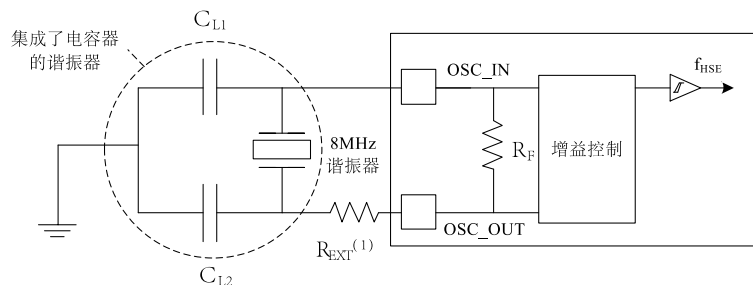 C_L1
集成了电容器
的谐振器
OSC_IN
f_HSE
8MHz
谐振器
R_F
增益控制
R_EXT(1)
OSC_OUT
C_L2